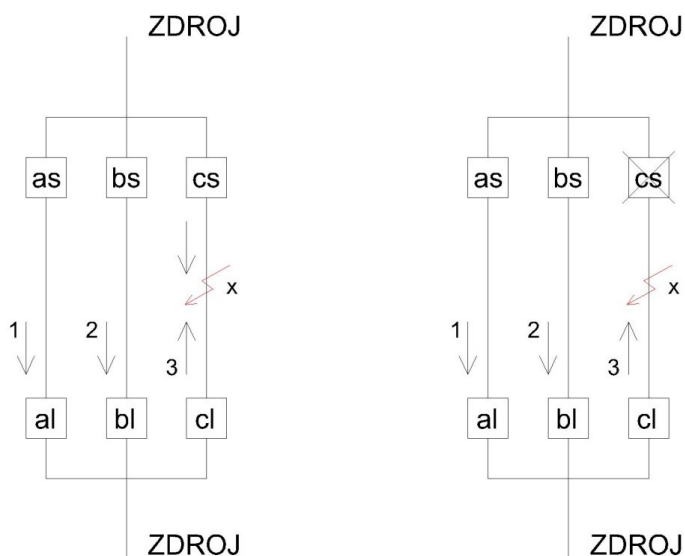 ZDROJ ZDROJ
as bs cs as bs cs
x x
1 2 1 2
3 3
al bl cl al bl cl
ZDROJ ZDROJ